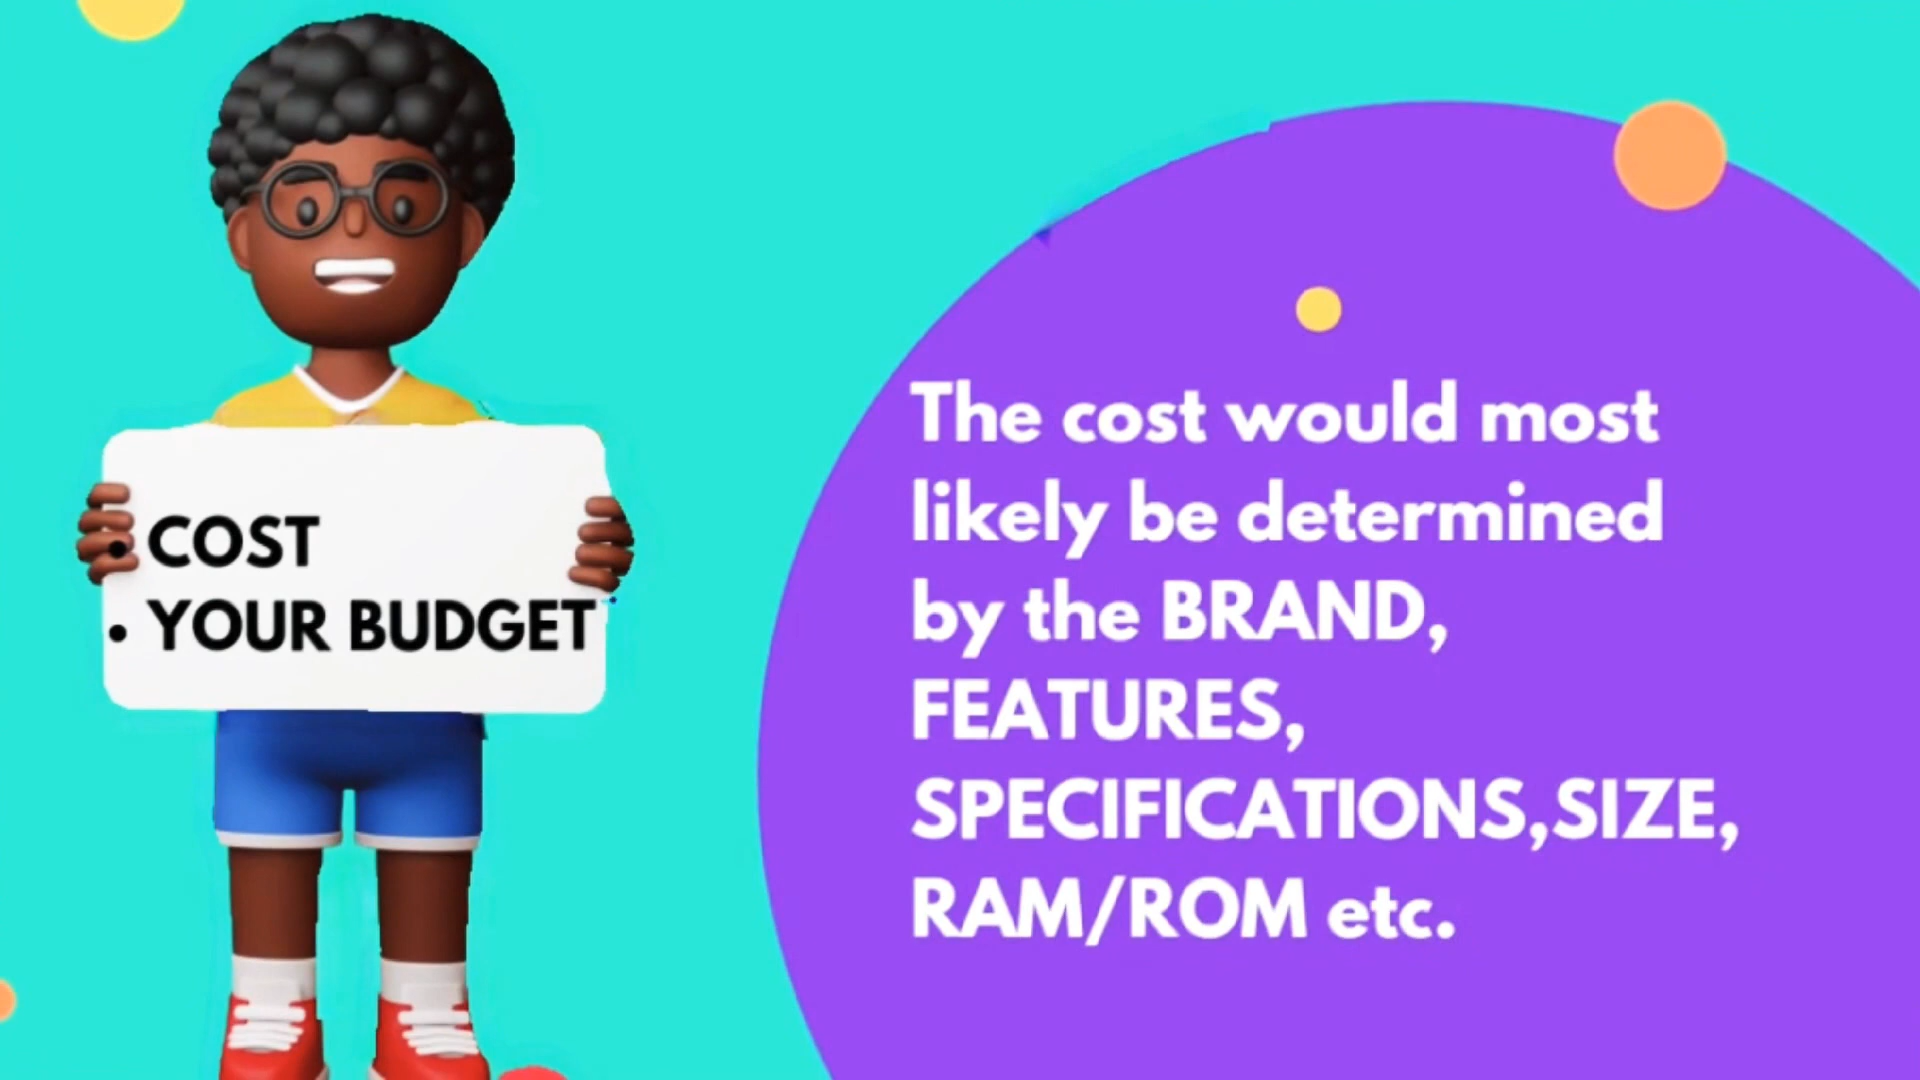 • COST
• YOUR BUDGET
The cost would most
likely be determined
by the BRAND,
FEATURES,
SPECIFICATIONS,SIZE,
RAM/ROM etc.